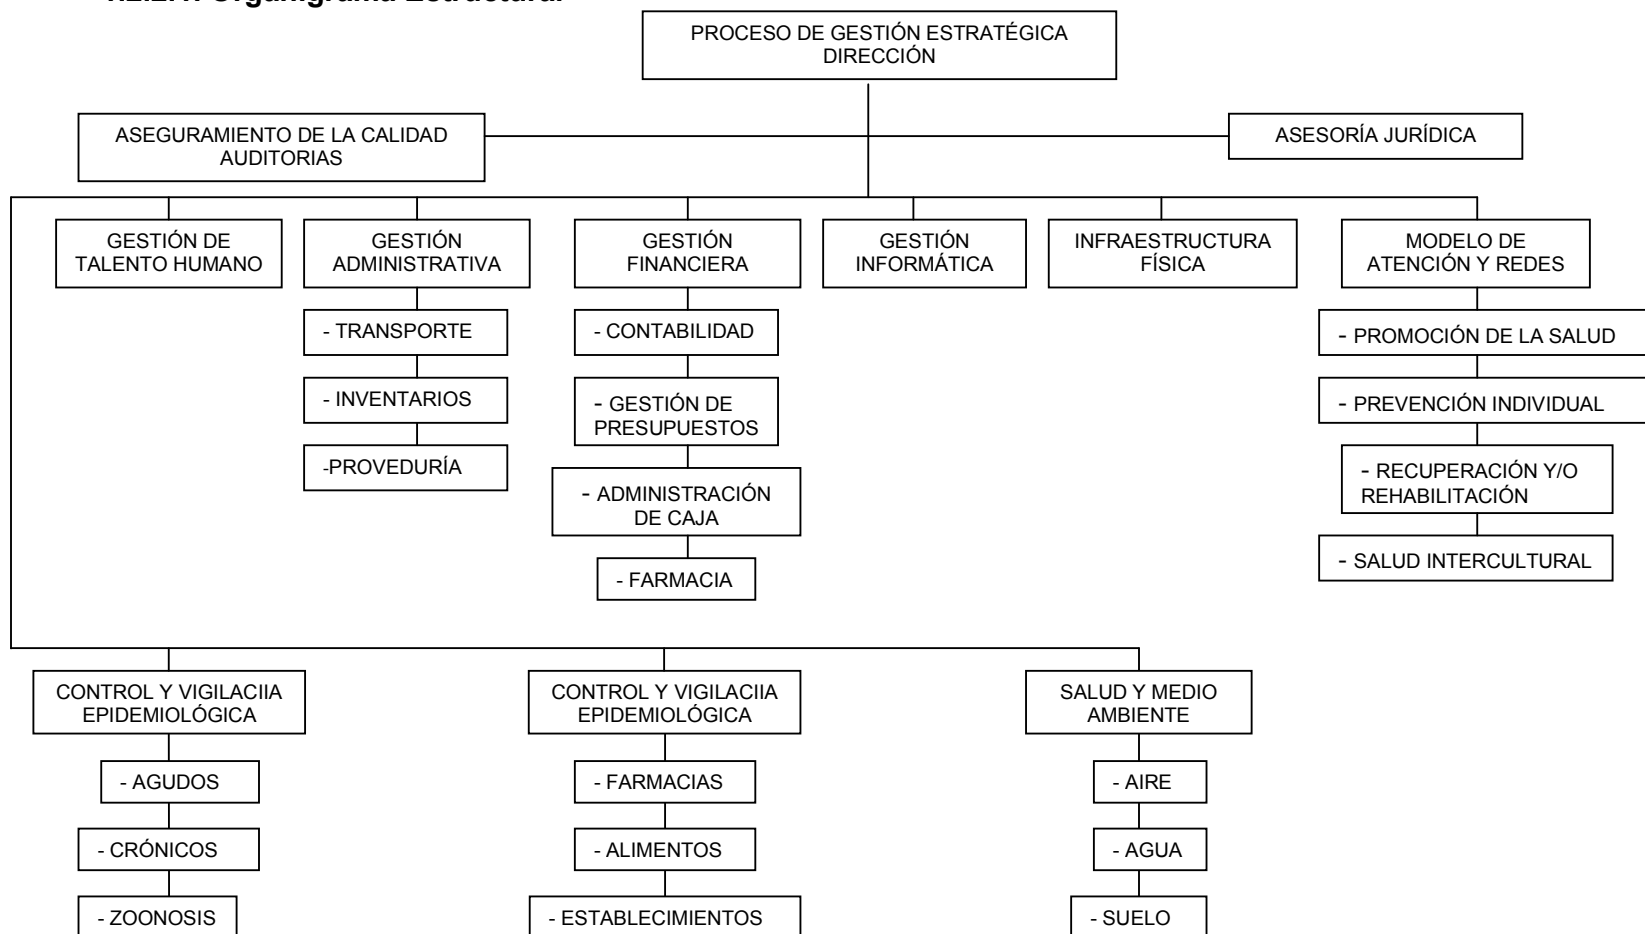 Organigrama Estructural
PROCESO DE GESTIÓN ESTRATÉGICA
DIRECCIÓN
ASEGURAMIENTO DE LA CALIDAD
AUDITORIAS
ASESORÍA JURÍDICA
GESTIÓN DE
TALENTO HUMANO
GESTIÓN
ADMINISTRATIVA
GESTIÓN
FINANCIERA
GESTIÓN
INFORMÁTICA
INFRAESTRUCTURA
FÍSICA
MODELO DE
ATENCIÓN Y REDES
- TRANSPORTE
- INVENTARIOS
-PROVEDURÍA
- CONTABILIDAD
- GESTIÓN DE
PRESUPUESTOS
- ADMINISTRACIÓN
DE CAJA
- FARMACIA
- PROMOCIÓN DE LA SALUD
- PREVENCIÓN INDIVIDUAL
- RECUPERACIÓN Y/O
REHABILITACIÓN
- SALUD INTERCULTURAL
CONTROL Y VIGILACIIA
EPIDEMIOLÓGICA
- AGUDOS
- CRÓNICOS
- ZOONOSIS
CONTROL Y VIGILACIIA
EPIDEMIOLÓGICA
- FARMACIAS
- ALIMENTOS
- ESTABLECIMIENTOS
SALUD Y MEDIO
AMBIENTE
- AIRE
- AGUA
- SUELO